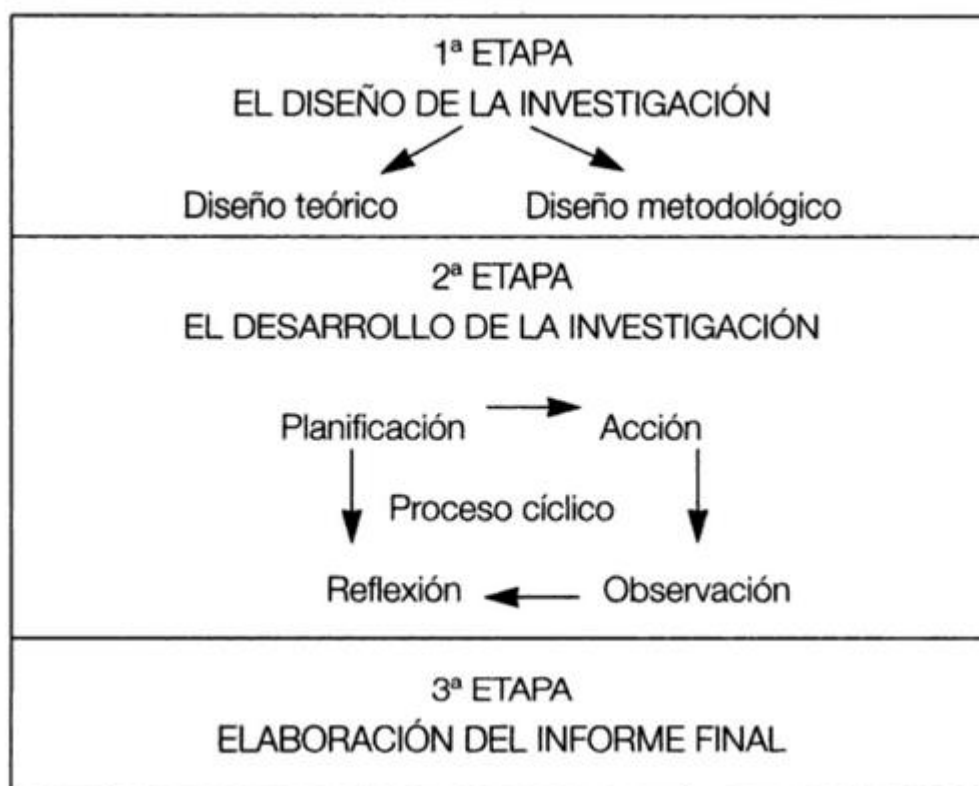 1ª ETAPA
EL DISEÑO DE LA INVESTIGACIÓN
Diseño teórico Diseño metodológico
2ª ETAPA
EL DESARROLLO DE LA INVESTIGACIÓN
Planificación Acción
Proceso cíclico
Reflexión Observación
3ª ETAPA
ELABORACIÓN DEL INFORME FINAL